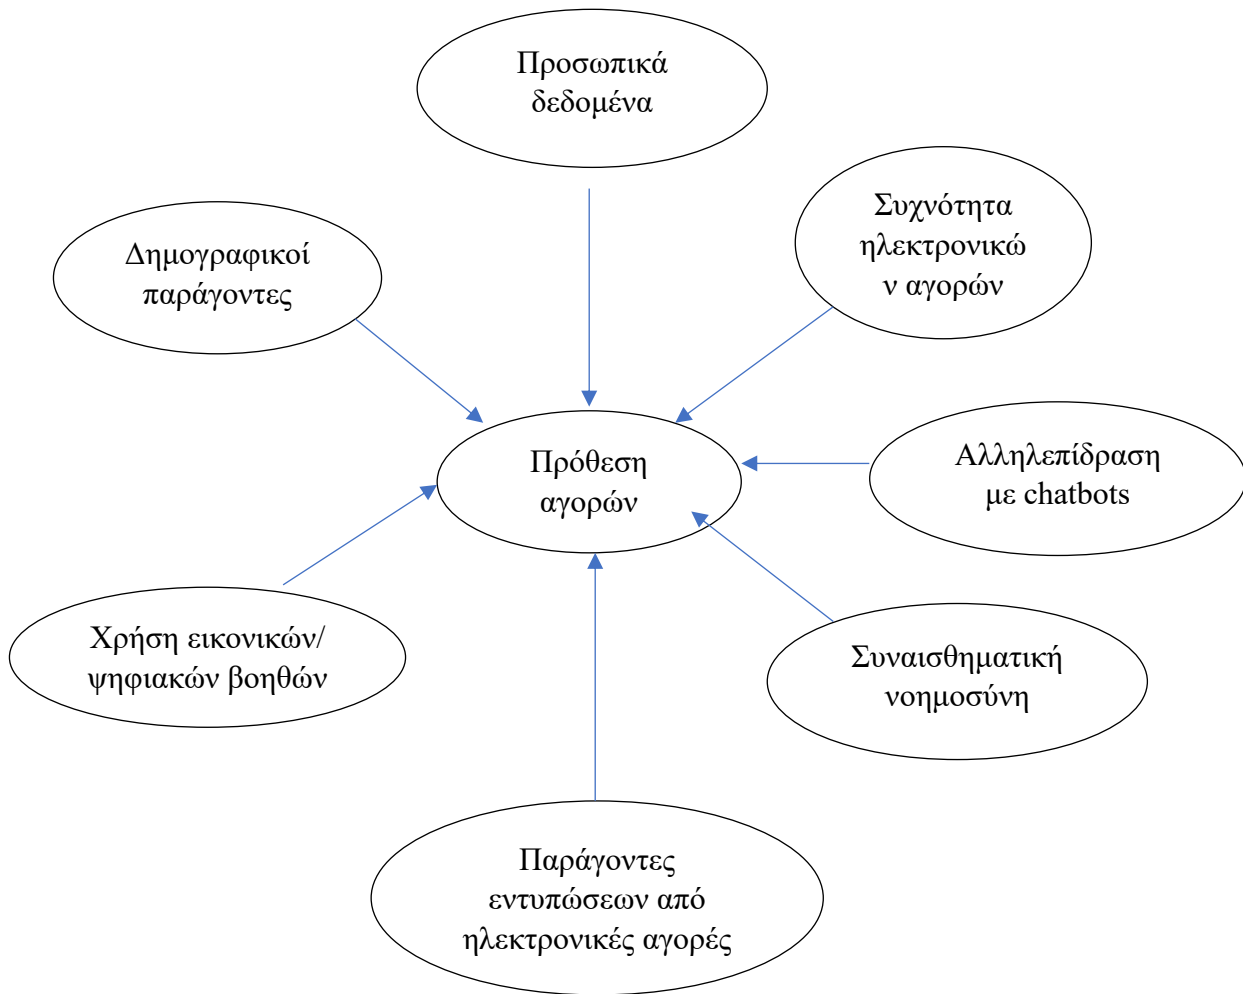 Προσωπικά
δεδομένα
Συχνότητα
ηλεκτρονικώ
ν αγορών
Δημογραφικοί
παράγοντες
Πρόθεση
αγορών
Αλληλεπίδραση
με chatbots
Χρήση εικονικών/
ψηφιακών βοηθών
Συναισθηματική
νοημοσύνη
Παράγοντες
εντυπώσεων από
ηλεκτρονικές αγορές